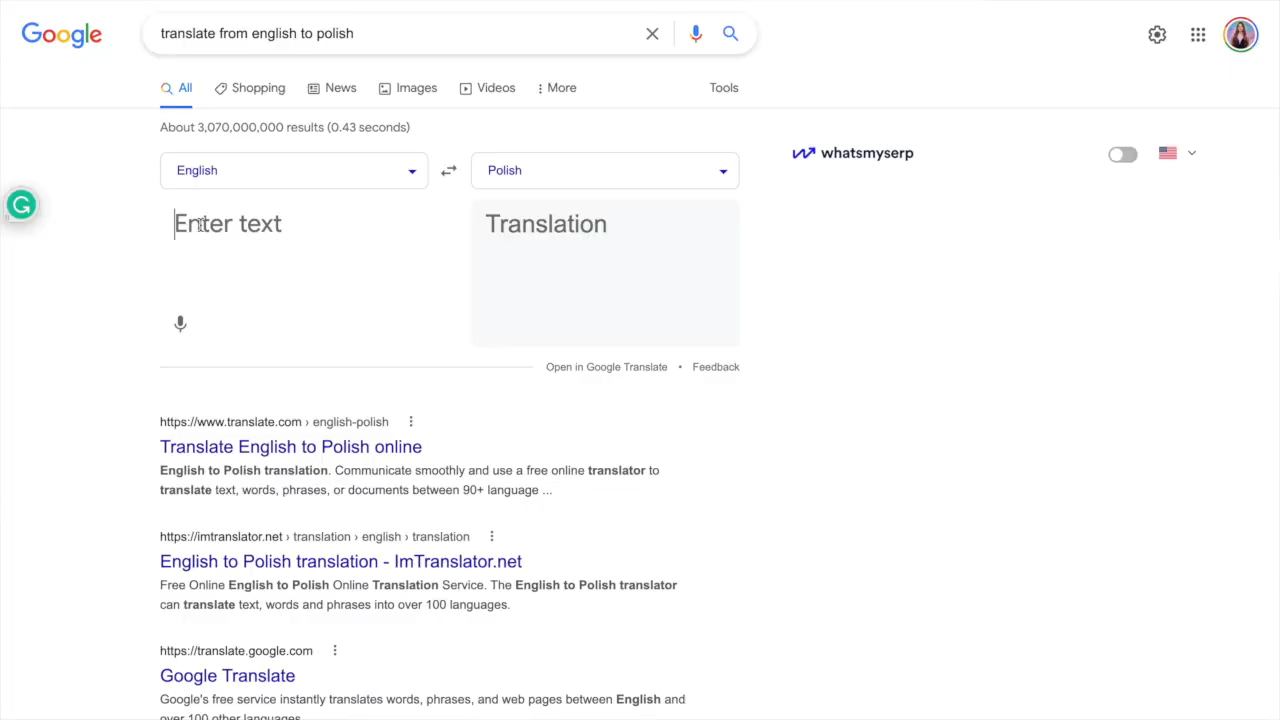 Google
translate from english to polish
All Shopping News Images Videos More Tools
About 3,070,000,000 results (0.43 seconds)
English Polish
Enter text Translation
Open in Google Translate • Feedback
whatsmyserp
https://www.translate.com › english-polish
Translate English to Polish online
English to Polish translation. Communicate smoothly and use a free online translator to
translate text, words, phrases, or documents between 90+ language ...
https://imtranslator.net › translation › english › translation
English to Polish translation - ImTranslator.net
Free Online English to Polish Online Translation Service. The English to Polish translator
can translate text, words and phrases into over 100 languages.
https://translate.google.com
Google Translate
Google's free service instantly translates words, phrases, and web pages between English and
over 100 other languages.